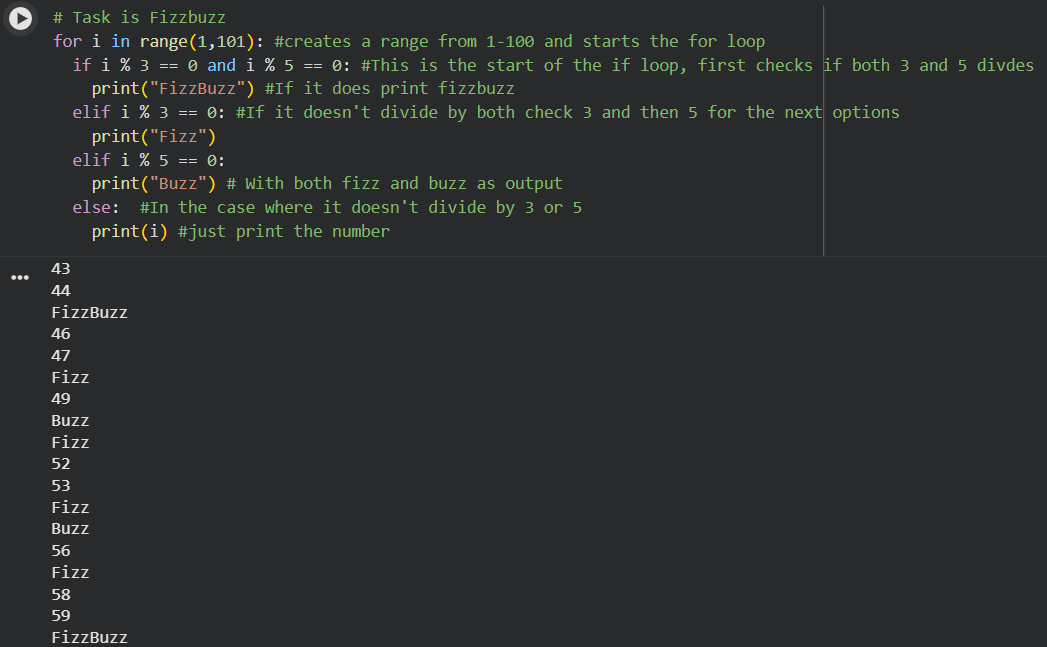 # Task is Fizzbuzz
for i in range(1,101): #creates a range from 1-100 and starts the for loop
  if i % 3 == 0 and i % 5 == 0: #This is the start of the if loop, first checks if both 3 and 5 divdes
    print("FizzBuzz") #If it does print fizzbuzz
  elif i % 3 == 0: #If it doesn't divide by both check 3 and then 5 for the next options
    print("Fizz")
  elif i % 5 == 0:
    print("Buzz") # With both fizz and buzz as output
  else:  #In the case where it doesn't divide by 3 or 5
    print(i) #just print the number
43
44
FizzBuzz
46
47
Fizz
49
Buzz
Fizz
52
53
Fizz
Buzz
56
Fizz
58
59
FizzBuzz